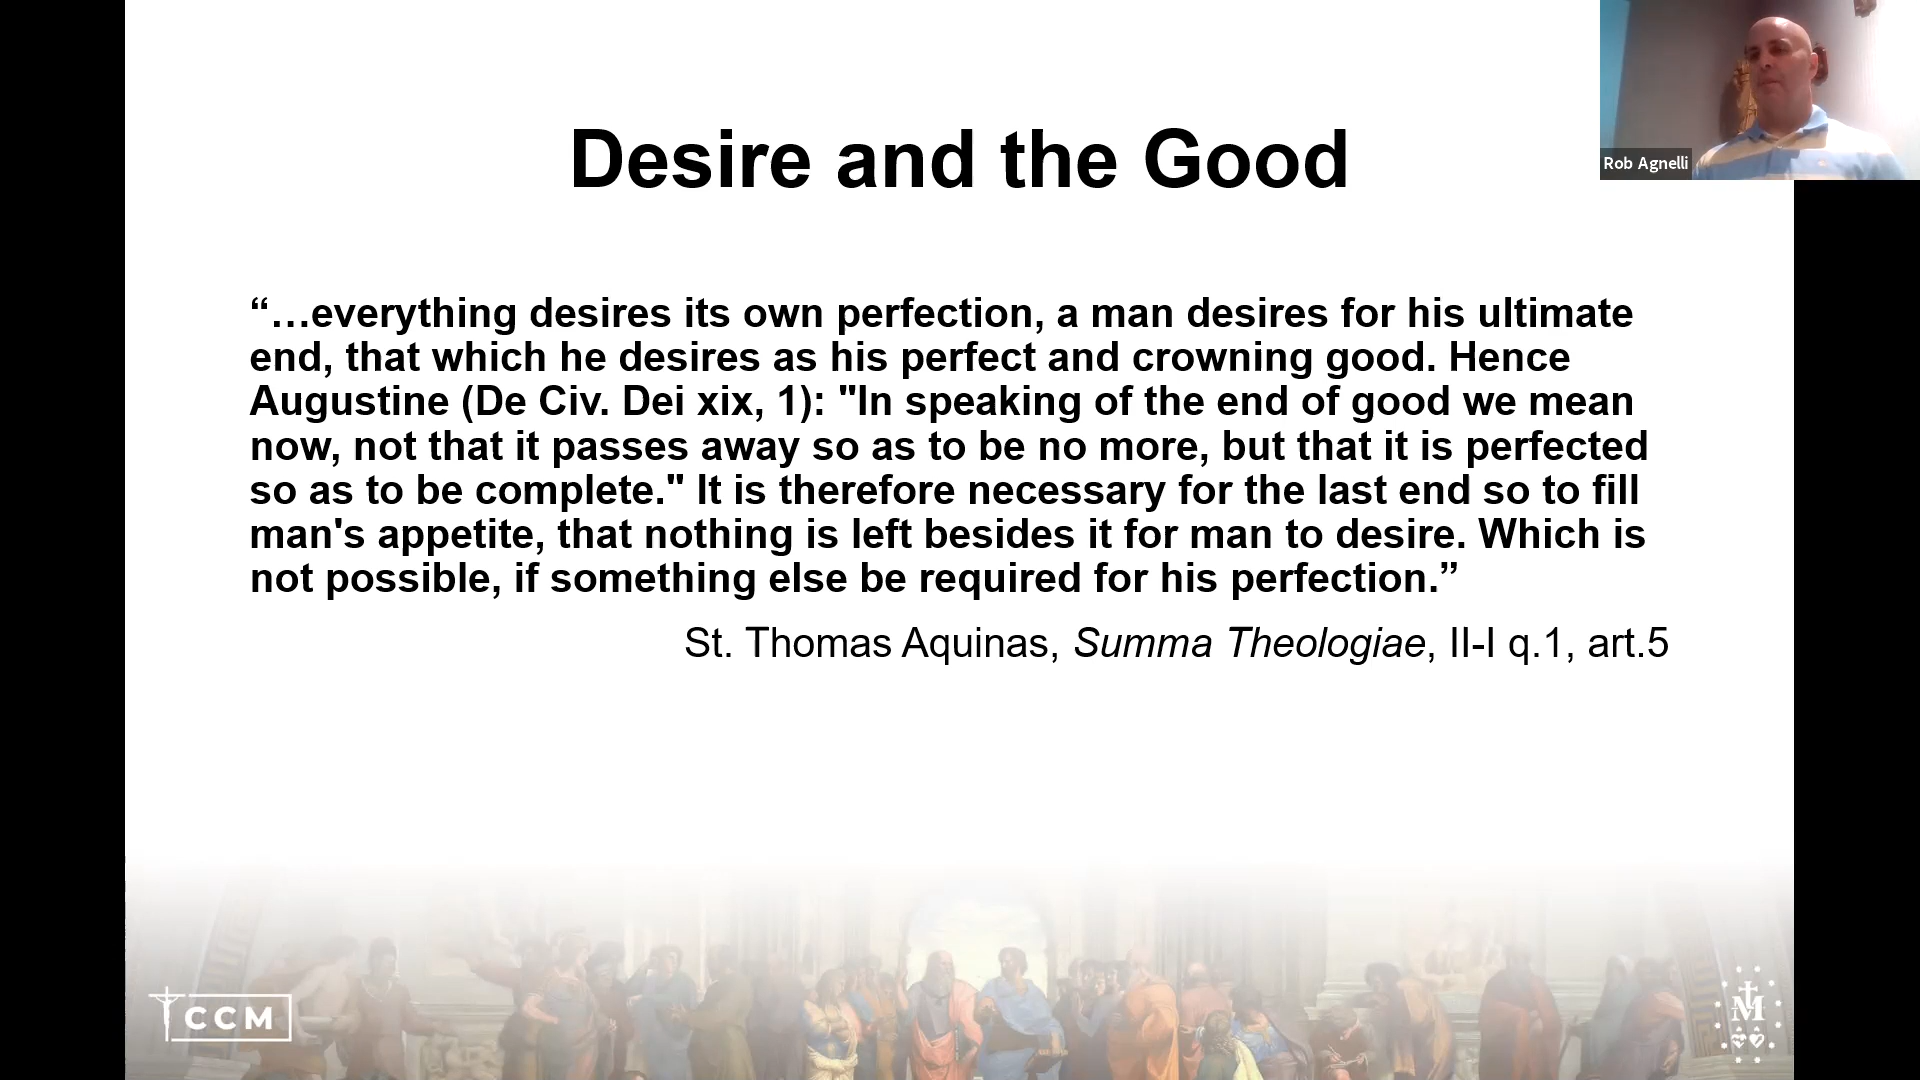 Desire and the Good
Rob Agnelli
“…everything desires its own perfection, a man desires for his ultimate
end, that which he desires as his perfect and crowning good. Hence
Augustine (De Civ. Dei xix, 1): "In speaking of the end of good we mean
now, not that it passes away so as to be no more, but that it is perfected
so as to be complete." It is therefore necessary for the last end so to fill
man's appetite, that nothing is left besides it for man to desire. Which is
not possible, if something else be required for his perfection.”
St. Thomas Aquinas, Summa Theologiae, II-I q.1, art.5
CCM
M